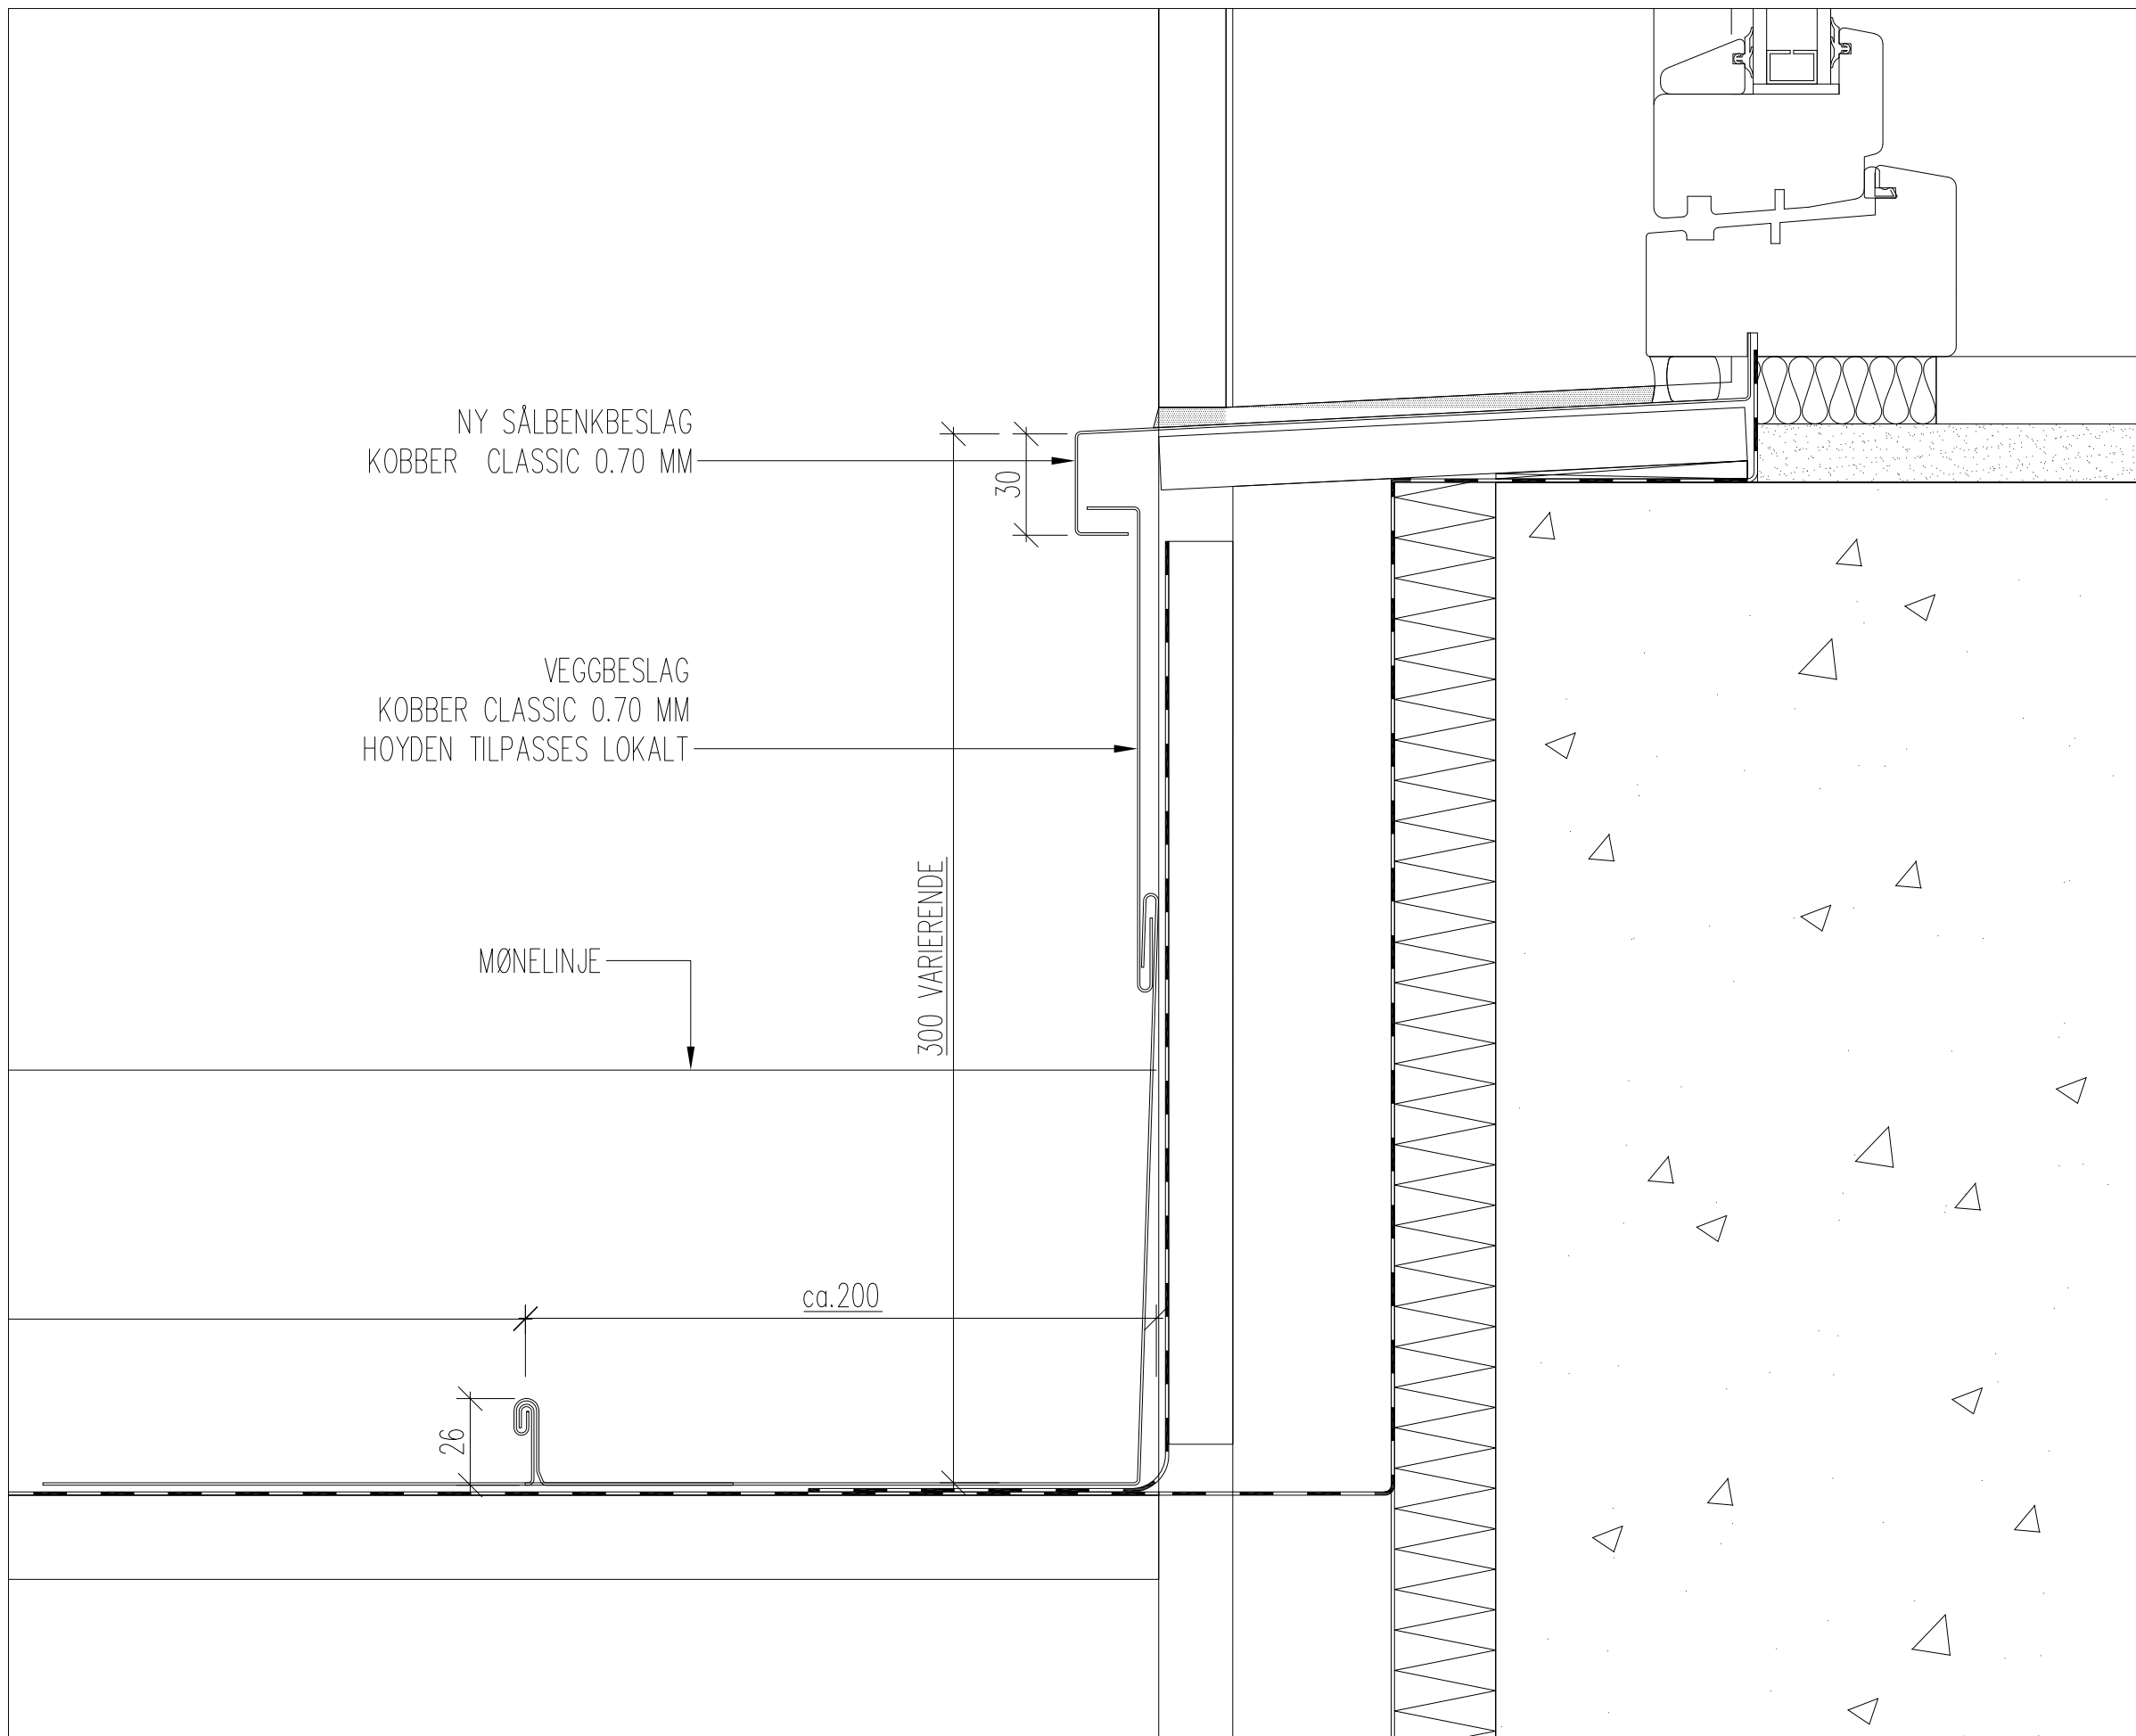 NY SÅLBENKBESLAG
KOBBER CLASSIC 0.70 MM
30
VEGGBESLAG
KOBBER CLASSIC 0.70 MM
HOYDEN TILPASSES LOKALT
300 VARIERENDE
MØNELINJE
ca.200
26